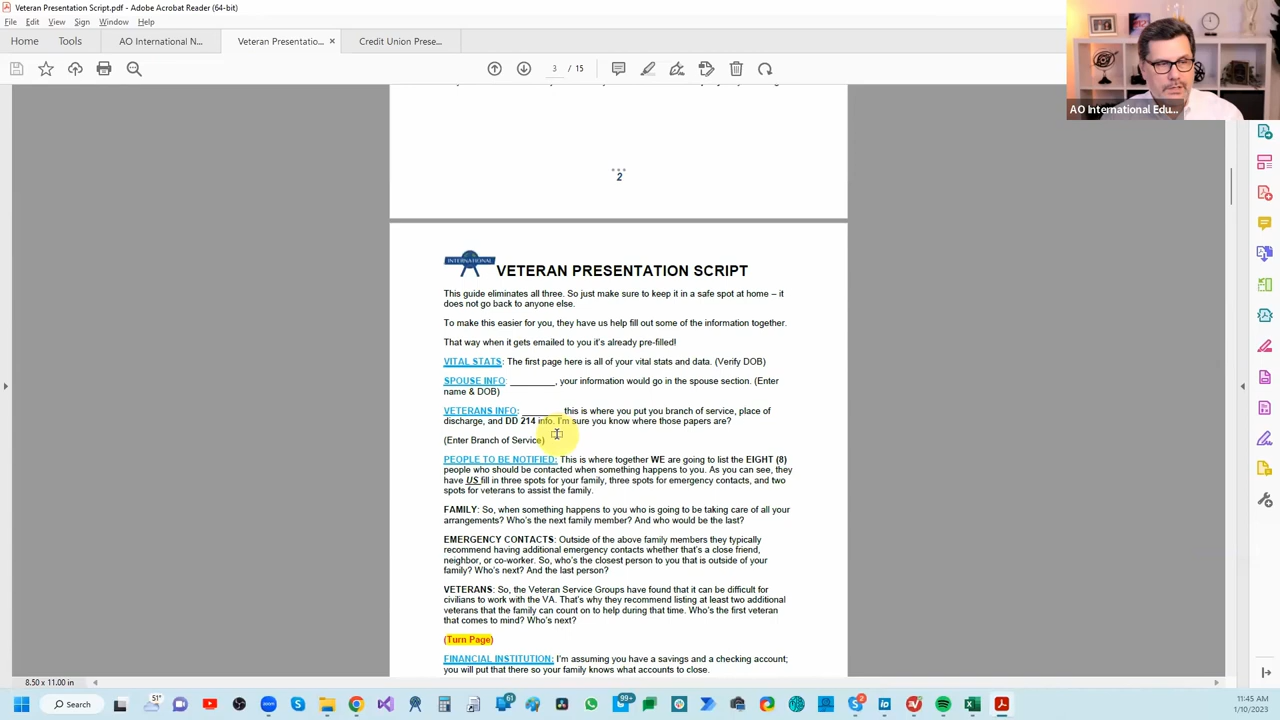 Veteran Presentation Script.pdf - Adobe Acrobat Reader (64-bit)
File Edit View Sign Window Help
Home Tools AO International N... Veteran Presentatio... × Credit Union Prese...
3 / 15
2
INTERNATIONAL
VETERAN PRESENTATION SCRIPT
This guide eliminates all three. So just make sure to keep it in a safe spot at home – it
does not go back to anyone else.
To make this easier for you, they have us help fill out some of the information together.
That way when it gets emailed to you it's already pre-filled!
VITAL STATS: The first page here is all of your vital stats and data. (Verify DOB)
SPOUSE INFO: ________, your information would go in the spouse section. (Enter
name & DOB)
VETERANS INFO: _______ this is where you put you branch of service, place of
discharge, and DD 214 info. I'm sure you know where those papers are?
(Enter Branch of Service)
PEOPLE TO BE NOTIFIED: This is where together WE are going to list the EIGHT (8)
people who should be contacted when something happens to you. As you can see, they
have US fill in three spots for your family, three spots for emergency contacts, and two
spots for veterans to assist the family.
FAMILY: So, when something happens to you who is going to be taking care of all your
arrangements? Who's the next family member? And who would be the last?
EMERGENCY CONTACTS: Outside of the above family members they typically
recommend having additional emergency contacts whether that's a close friend,
neighbor, or co-worker. So, who's the closest person to you that is outside of your
family? Who's next? And the last person?
VETERANS: So, the Veteran Service Groups have found that it can be difficult for
civilians to work with the VA. That's why they recommend listing at least two additional
veterans that the family can count on to help during that time. Who's the first veteran
that comes to mind? Who's next?
(Turn Page)
FINANCIAL INSTITUTION: I'm assuming you have a savings and a checking account;
you will put that there so your family knows what accounts to close.
AO International Edu...
8.50 x 11.00 in
Search
51°
61
99+
11:45 AM
1/10/2023